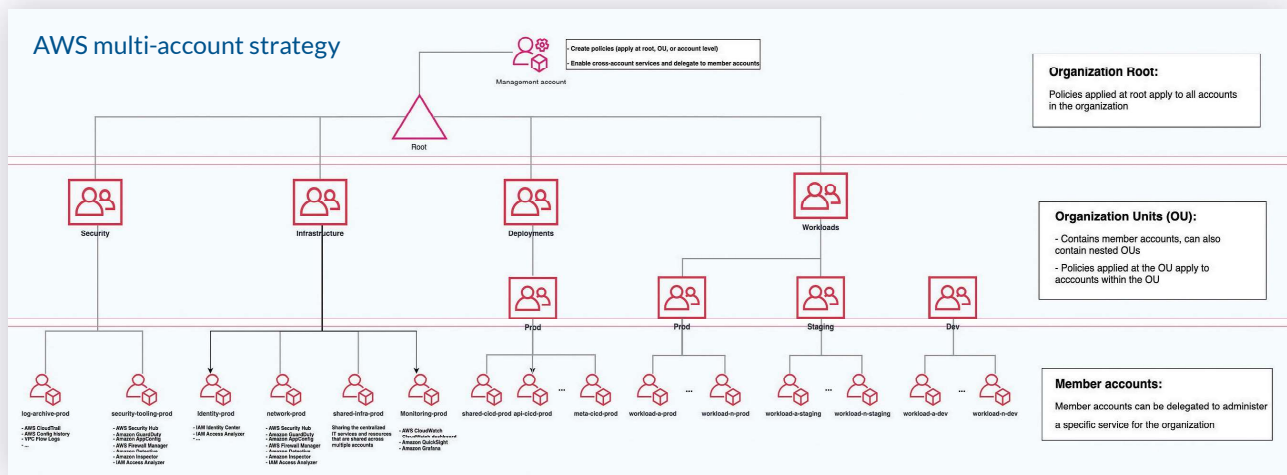 AWS multi-account strategy
- Create policies (apply at root, OU, or account level)
- Enable cross-account services and delegate to member accounts
Management account
Root
Organization Root:
Policies applied at root apply to all accounts
in the organization
Security
Infrastructure
Deployments
Workloads
Organization Units (OU):
- Contains member accounts, can also
contain nested OUs
- Policies applied at the OU apply to
acccounts within the OU
Prod
Prod
Staging
Dev
log-archive-prod
- AWS CloudTrail
- AWS Config history
- VPC Flow Logs
- ...
security-tooling-prod
- AWS Security Hub
- Amazon GuardDuty
- Amazon AppConfig
- AWS Firewall Manager
- Amazon Detective
- Amazon Inspector
- IAM Access Analyzer
Identity-prod
- IAM Identity Center
- IAM Access Analyzer
- ...
network-prod
- AWS Security Hub
- Amazon GuardDuty
- Amazon AppConfig
- AWS Firewall Manager
- Amazon Detective
- Amazon Inspector
- IAM Access Analyzer
shared-infra-prod
Sharing the centralized
IT services and resources
that are shared across
multiple accounts
Monitoring-prod
- AWS CloudWatch
- CloudWatch dashboard
- Amazon QuickSight
- Amazon Grafana
shared-cicd-prod
api-cicd-prod
...
meta-cicd-prod
workload-a-prod
...
workload-n-prod
workload-a-staging
...
workload-n-staging
workload-a-dev
...
workload-n-dev
Member accounts:
Member accounts can be delegated to administer
a specific service for the organization